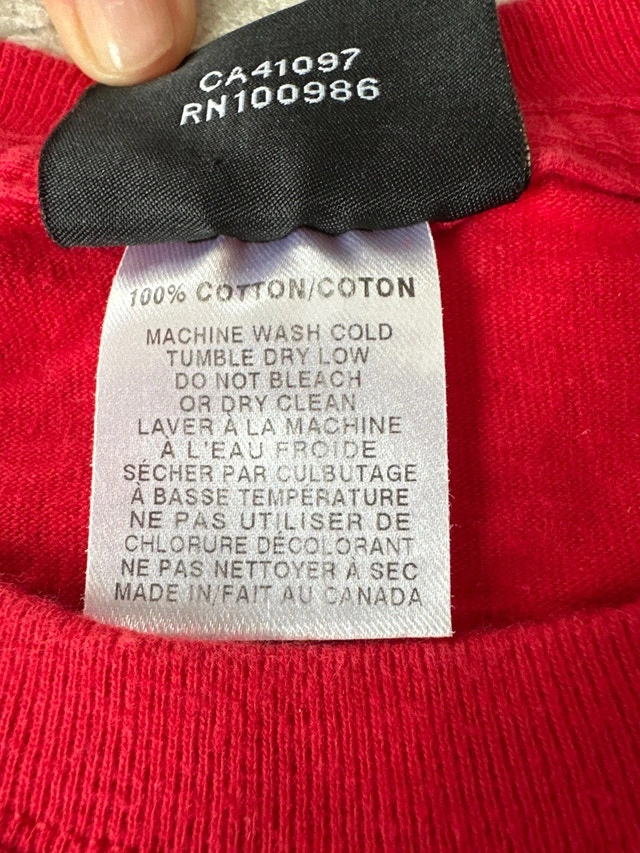 CA41097
RN100986
100% COTTON/COTON
MACHINE WASH COLD
TUMBLE DRY LOW
DO NOT BLEACH
OR DRY CLEAN
LAVER À LA MACHINE
À L'EAU FROIDE
SÉCHER PAR CULBUTAGE
À BASSE TEMPÉRATURE
NE PAS UTILISER DE
CHLORURE DÉCOLORANT
NE PAS NETTOYER À SEC
MADE IN/FAIT AU CANADA